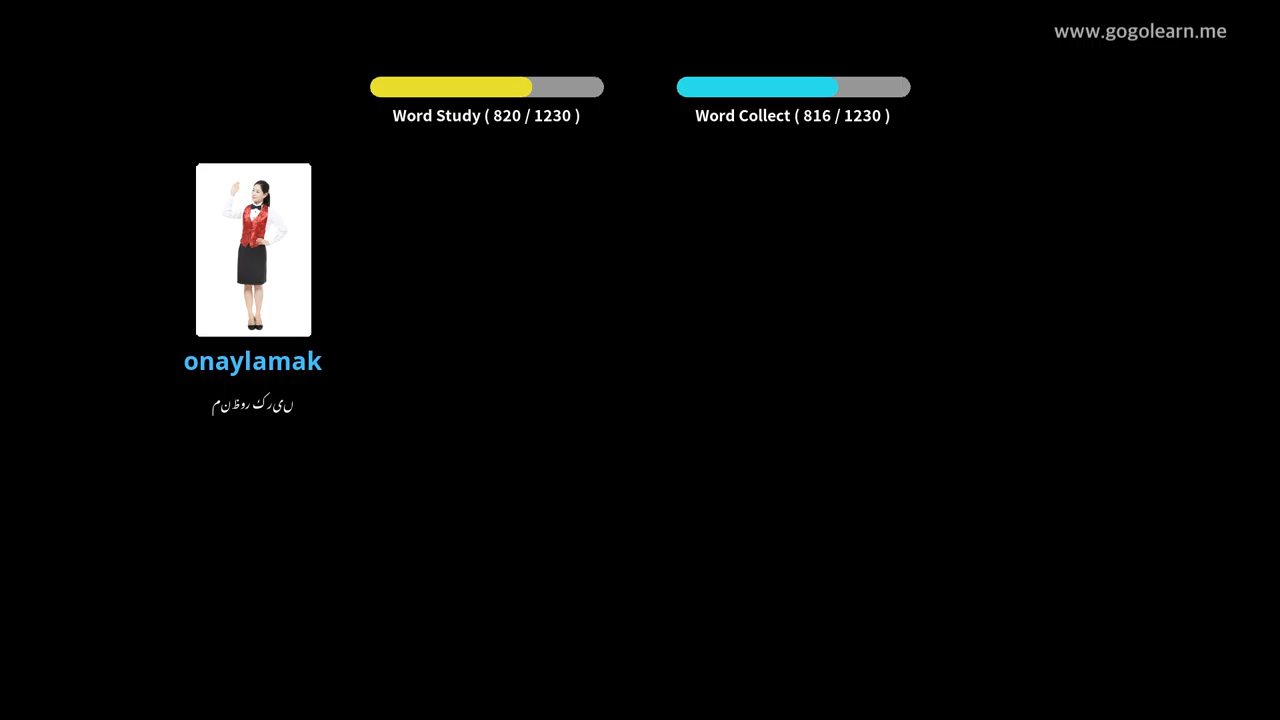 www.gogolearn.me
Word Study ( 820 / 1230 )
Word Collect ( 816 / 1230 )
onaylamak
منظور کریں